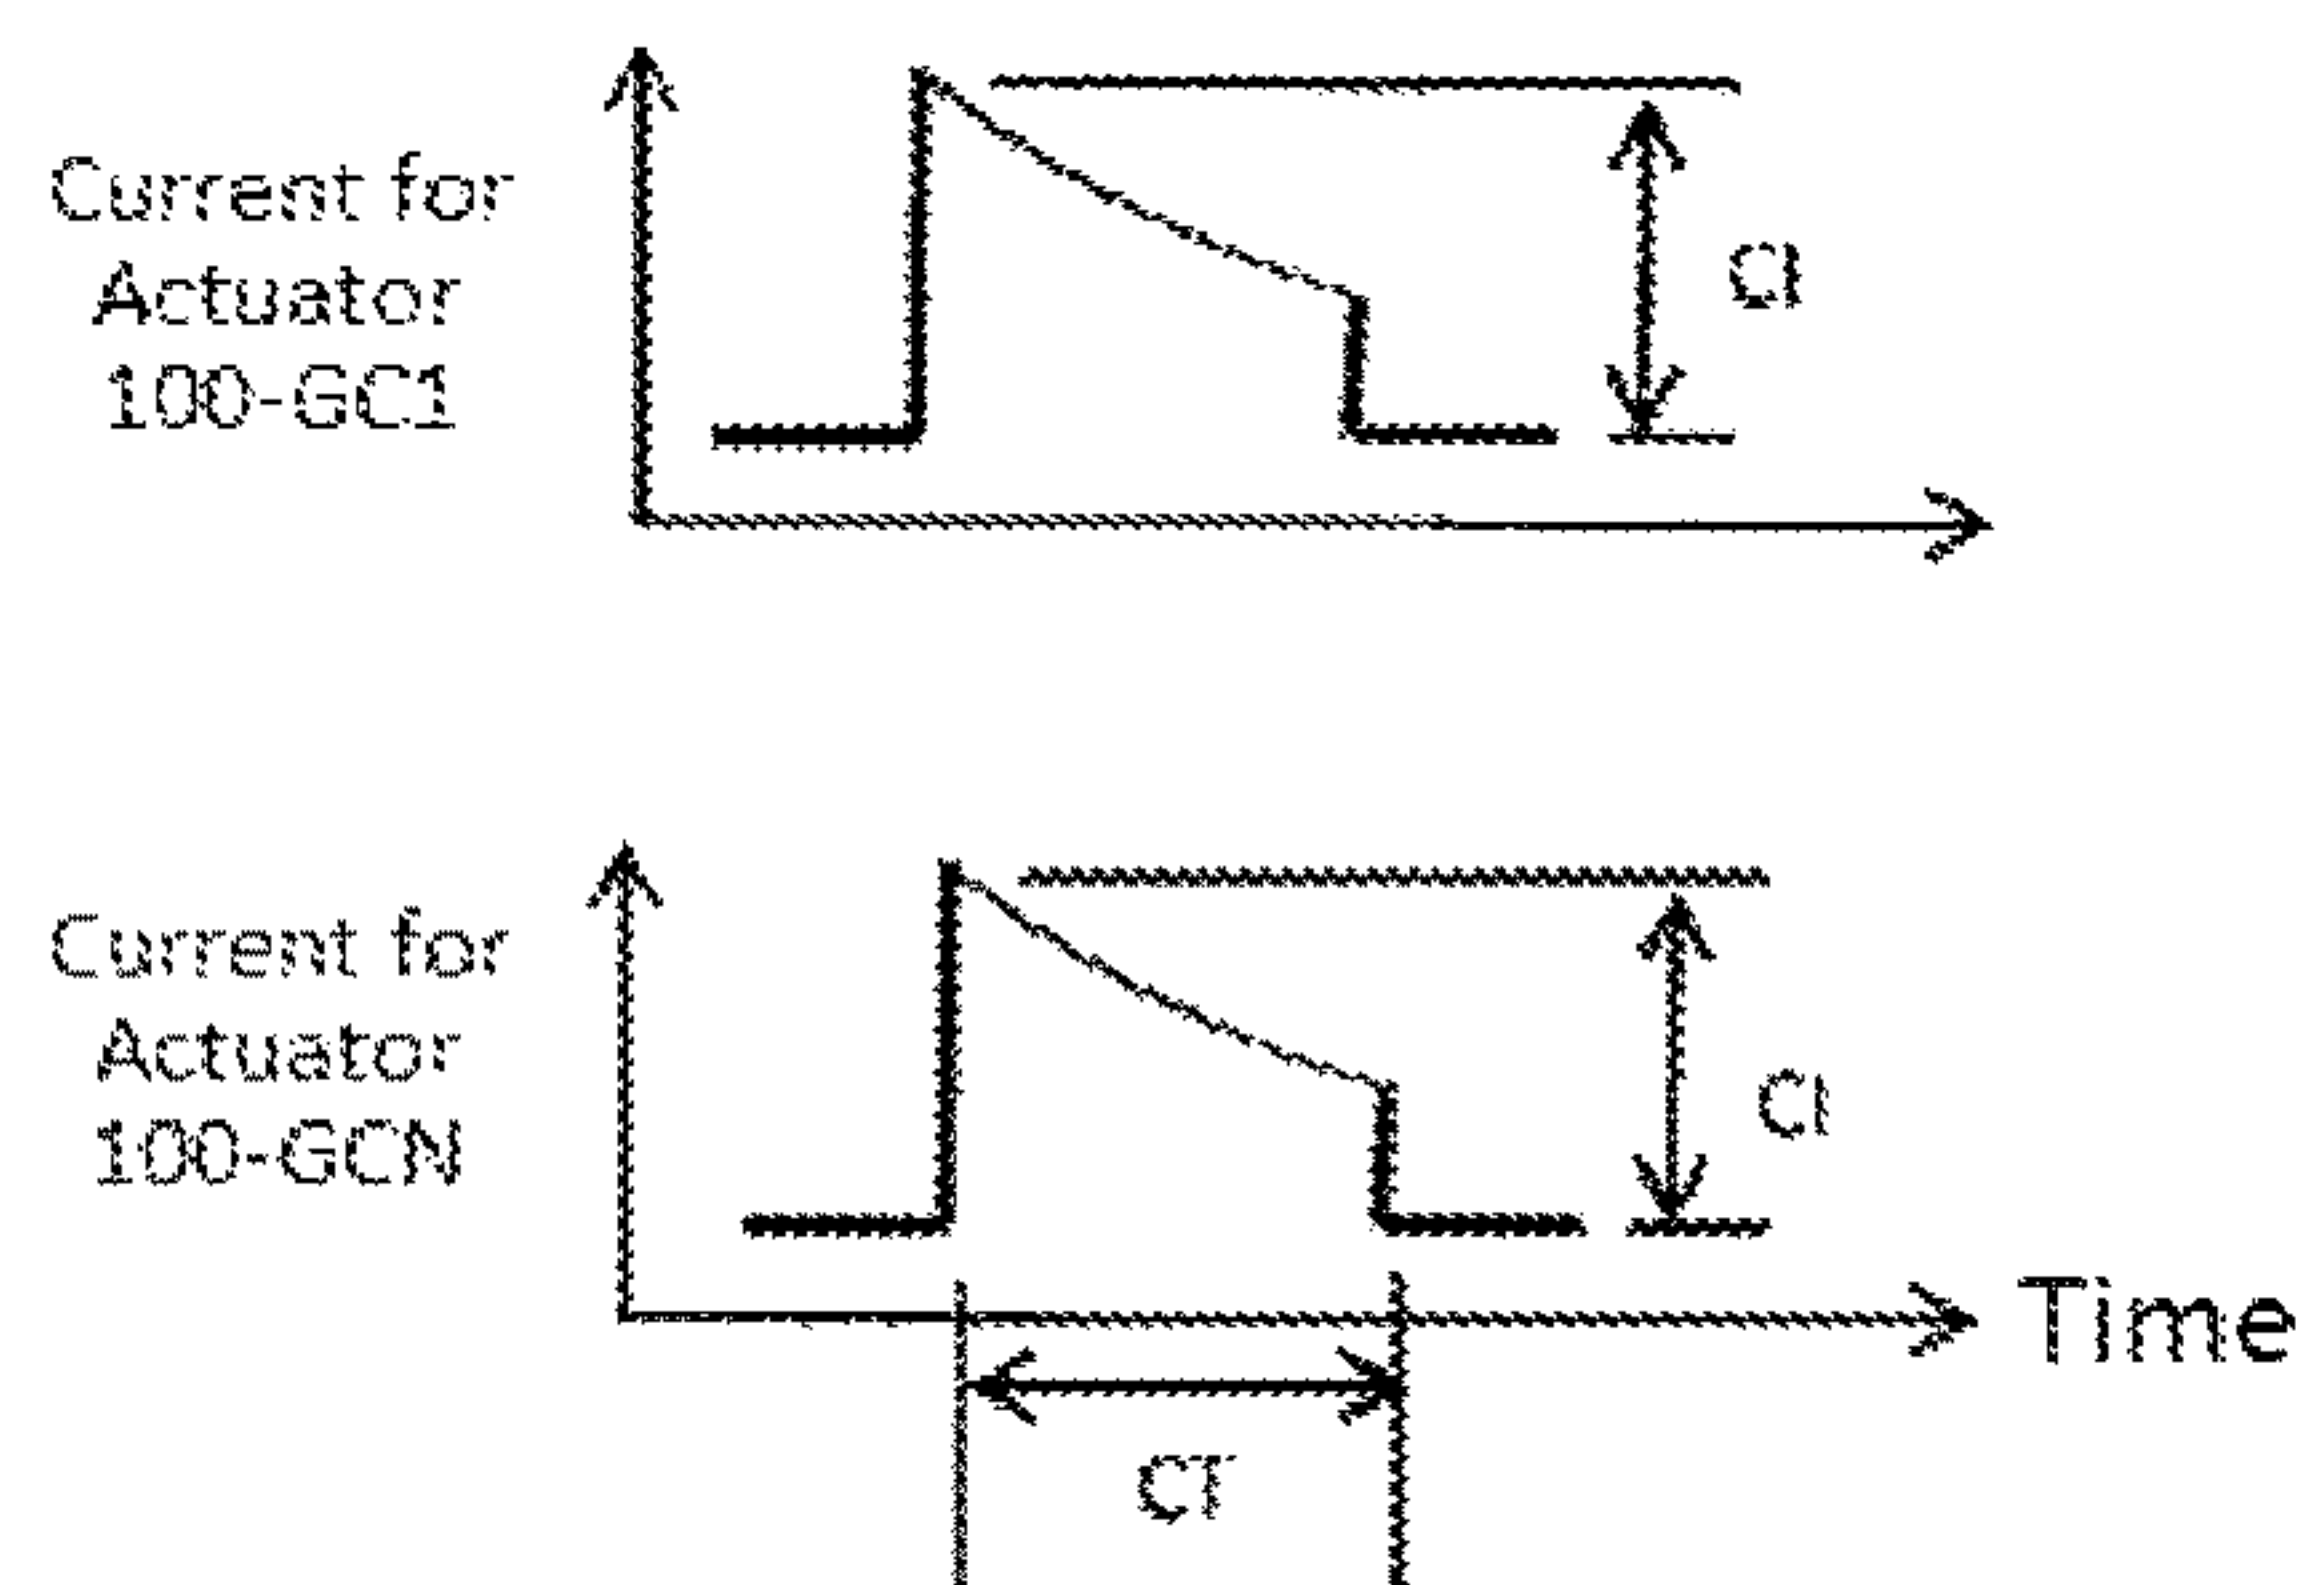 Current for
Actuator
100-GC1
CI
Current for
Actuator
100-GCN
CI
Time
CT